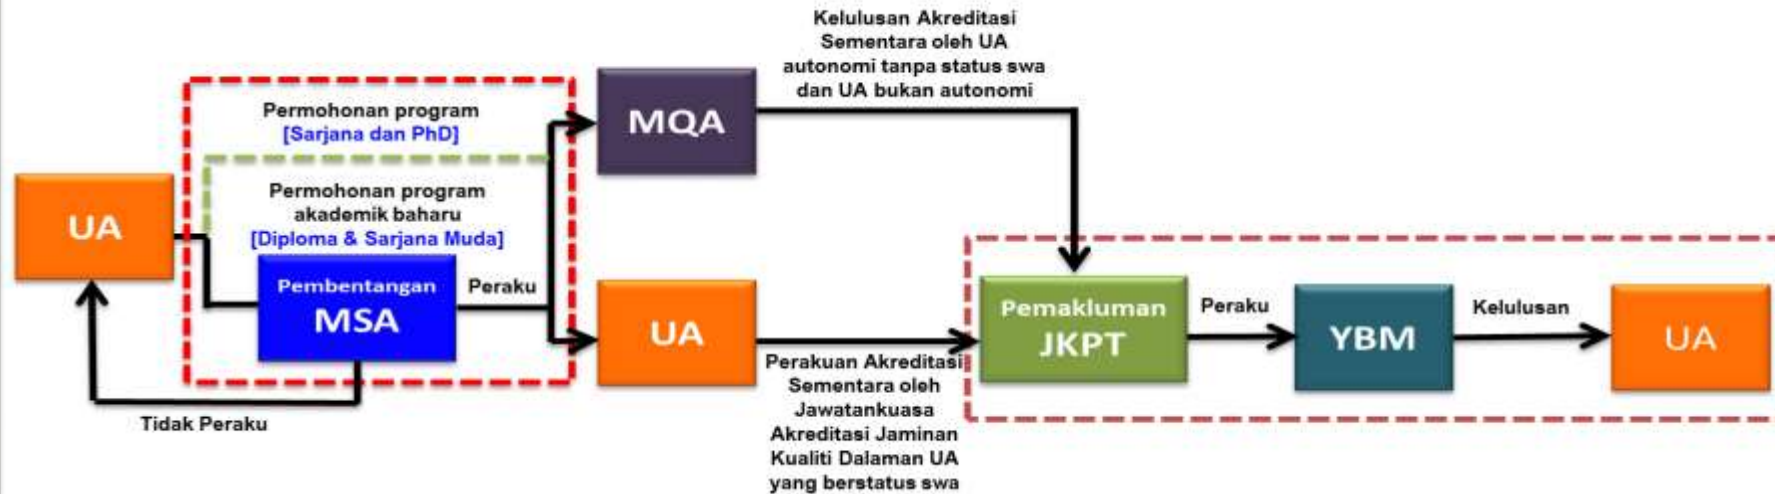 UA
Permohonan program
[Sarjana dan PhD]
Permohonan program
akademik baharu
[Diploma & Sarjana Muda]
Pembentangan
MSA
Peraku
Tidak Peraku
MQA
Kelulusan Akreditasi
Sementara oleh UA
autonomi tanpa status swa
dan UA bukan autonomi
UA
Perakuan Akreditasi
Sementara oleh
Jawatankuasa
Akreditasi Jaminan
Kualiti Dalaman UA
yang berstatus swa
Pemakluman
JKPT
Peraku
YBM
Kelulusan
UA